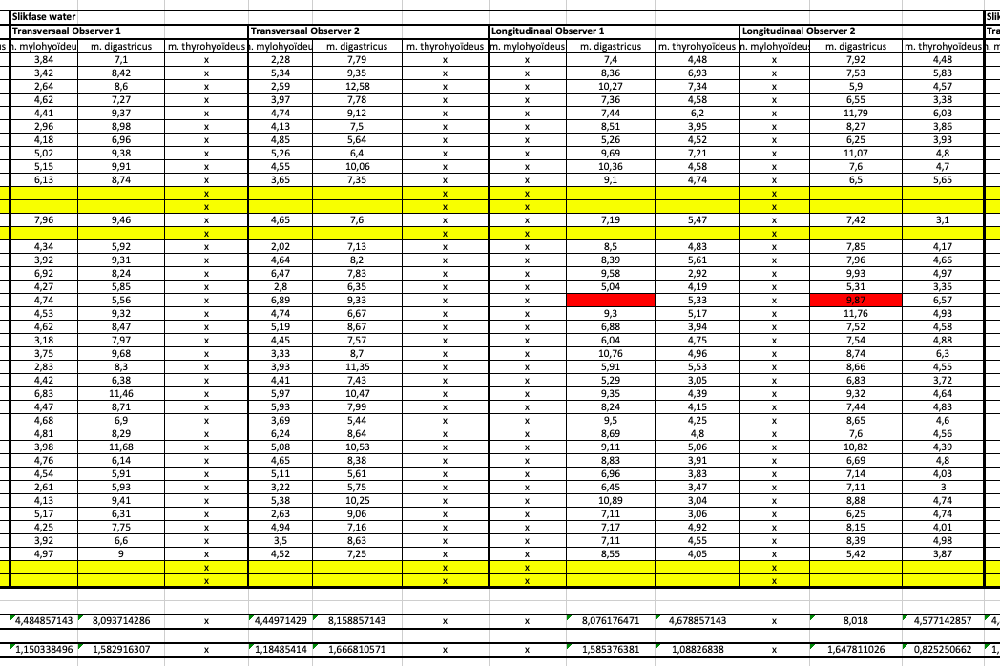 Slikfase water Slik
Transversaal Observer 1 Transversaal Observer 2 Longitudinaal Observer 1 Longitudinaal Observer 2 Tra
us n. mylohyoïdeu m. digastricus m. thyrohyoïdeus n. mylohyoïdeu m. digastricus m. thyrohyoïdeus m. mylohyoïdeus m. digastricus m. thyrohyoïdeus n. mylohyoïdeus m. digastricus m. thyrohyoïdeus n. m
3,84 7,1 x 2,28 7,79 x x 7,4 4,48 x 7,92 4,48
3,42 8,42 x 5,34 9,35 x x 8,36 6,93 x 7,53 5,83
2,64 8,6 x 2,59 12,58 x x 10,27 7,34 x 5,9 4,57
4,62 7,27 x 3,97 7,78 x x 7,36 4,58 x 6,55 3,38
4,41 9,37 x 4,74 9,12 x x 7,44 6,2 x 11,79 6,03
2,96 8,98 x 4,13 7,5 x x 8,51 3,95 x 8,27 3,86
4,18 6,96 x 4,85 5,64 x x 5,26 4,52 x 6,25 3,93
5,02 9,38 x 5,26 6,4 x x 9,69 7,21 x 11,07 4,8
5,15 9,91 x 4,55 10,06 x x 10,36 4,58 x 7,6 4,7
6,13 8,74 x 3,65 7,35 x x 9,1 4,74 x 6,5 5,65
x x x x
x x x x
7,96 9,46 x 4,65 7,6 x x 7,19 5,47 x 7,42 3,1
x x x x
4,34 5,92 x 2,02 7,13 x x 8,5 4,83 x 7,85 4,17
3,92 9,31 x 4,64 8,2 x x 8,39 5,61 x 7,96 4,66
6,92 8,24 x 6,47 7,83 x x 9,58 2,92 x 9,93 4,97
4,27 5,85 x 2,8 6,35 x x 5,04 4,19 x 5,31 3,35
4,74 5,56 x 6,89 9,33 x x 5,33 x 9,87 6,57
4,53 9,32 x 4,74 6,67 x x 9,3 5,17 x 11,76 4,93
4,62 8,47 x 5,19 8,67 x x 6,88 3,94 x 7,52 4,58
3,18 7,97 x 4,45 7,57 x x 6,04 4,75 x 7,54 4,88
3,75 9,68 x 3,33 8,7 x x 10,76 4,96 x 8,74 6,3
2,83 8,3 x 3,93 11,35 x x 5,91 5,53 x 8,66 4,55
4,42 6,38 x 4,41 7,43 x x 5,29 3,05 x 6,83 3,72
6,83 11,46 x 5,97 10,47 x x 9,35 4,39 x 9,32 4,64
4,47 8,71 x 5,93 7,99 x x 8,24 4,15 x 7,44 4,83
4,68 6,9 x 3,69 5,44 x x 9,5 4,25 x 8,65 4,6
4,81 8,29 x 6,24 8,64 x x 8,69 4,8 x 7,6 4,56
3,98 11,68 x 5,08 10,53 x x 9,11 5,06 x 10,82 4,39
4,76 6,14 x 4,65 8,38 x x 8,83 3,91 x 6,69 4,8
4,54 5,91 x 5,11 5,61 x x 6,96 3,83 x 7,14 4,03
2,61 5,93 x 3,22 5,75 x x 6,45 3,47 x 7,11 3
4,13 9,41 x 5,38 10,25 x x 10,89 3,04 x 8,88 4,74
5,17 6,31 x 2,63 9,06 x x 7,11 3,06 x 6,25 4,74
4,25 7,75 x 4,94 7,16 x x 7,17 4,92 x 8,15 4,01
3,92 6,6 x 3,5 8,63 x x 7,11 4,55 x 8,39 4,98
4,97 9 x 4,52 7,25 x x 8,55 4,05 x 5,42 3,87
x x x x
x x x x
4,484857143 8,093714286 x 4,44971429 8,158857143 x x 8,076176471 4,678857143 x 8,018 4,577142857 4,
1,150338496 1,582916307 x 1,18485414 1,666810571 x x 1,585376381 1,08826838 x 1,647811026 0,825250662 1,